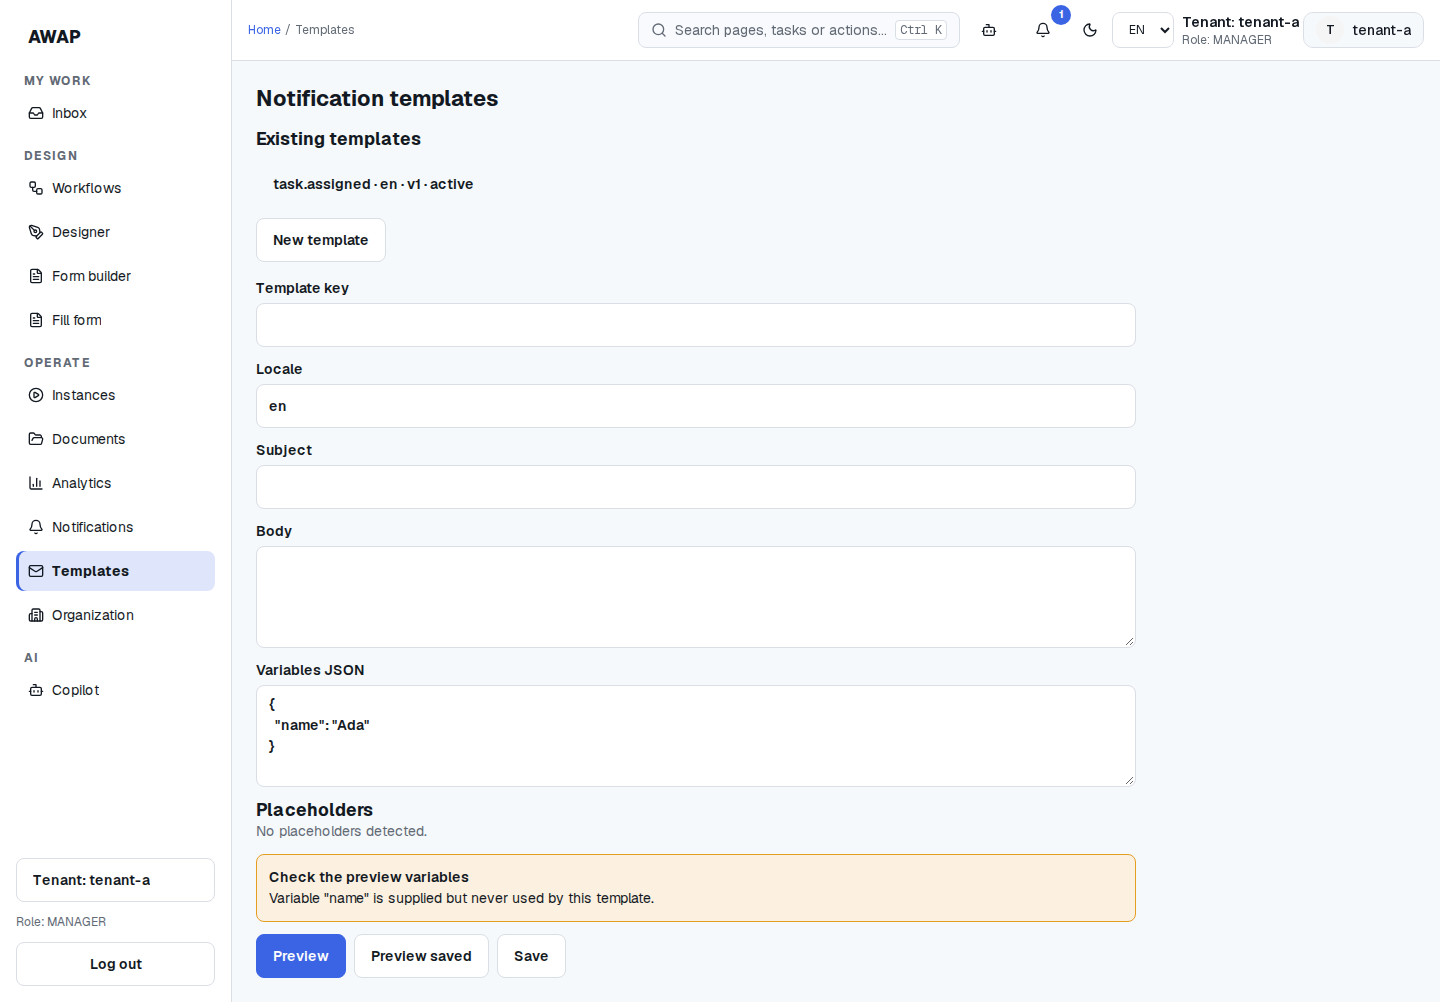 AWAP
MY WORK
Inbox
DESIGN
Workflows
Designer
Form builder
Fill form
OPERATE
Instances
Documents
Analytics
Notifications
Templates
Organization
AI
Copilot
Tenant: tenant-a
Role: MANAGER
Log out
Home / Templates
Search pages, tasks or actions... Ctrl K
1
EN
Tenant: tenant-a
Role: MANAGER
T tenant-a
Notification templates
Existing templates
task.assigned · en · v1 · active
New template
Template key
Locale
en
Subject
Body
Variables JSON
{
"name": "Ada"
}
Placeholders
No placeholders detected.
Check the preview variables
Variable "name" is supplied but never used by this template.
Preview
Preview saved
Save